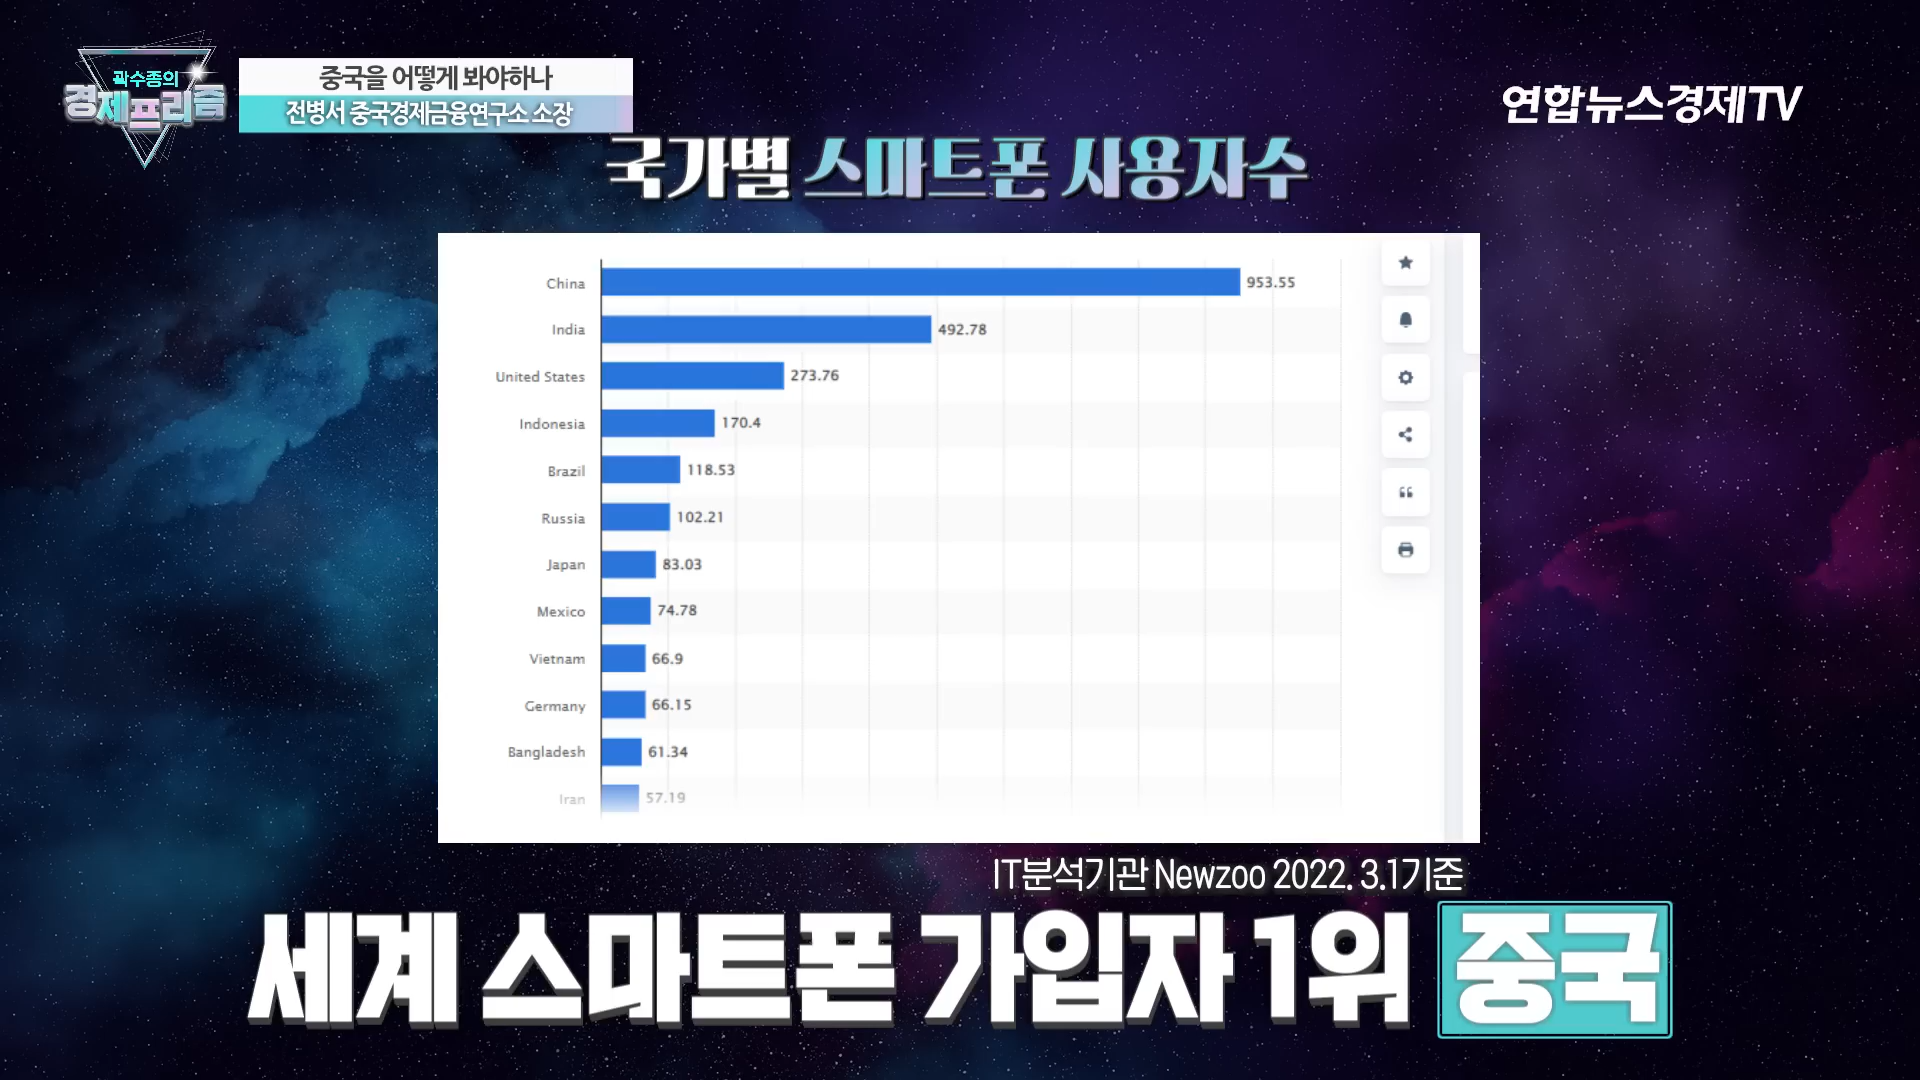 곽수종의
경제프리즘
중국을 어떻게 봐야하나
전병서 중국경제금융연구소 소장
연합뉴스경제TV
국가별 스마트폰 사용자수
China 953.55
India 492.78
United States 273.76
Indonesia 170.4
Brazil 118.53
Russia 102.21
Japan 83.03
Mexico 74.78
Vietnam 66.9
Germany 66.15
Bangladesh 61.34
Iran 57.19
IT분석기관 Newzoo 2022. 3.1기준
세계 스마트폰 가입자 1위 중국